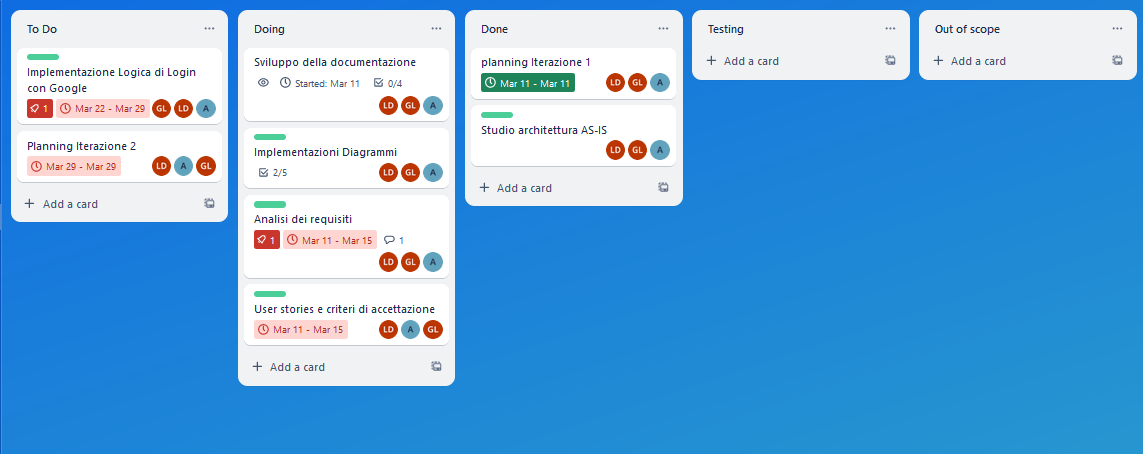 To Do
Implementazione Logica di Login
con Google
1
Mar 22 - Mar 29
GL
LD
A
Planning Iterazione 2
Mar 29 - Mar 29
LD
A
GL
Add a card
Doing
Sviluppo della documentazione
Started: Mar 11
0/4
LD
GL
A
Implementazioni Diagrammi
2/5
LD
GL
A
Analisi dei requisiti
1
Mar 11 - Mar 15
1
LD
GL
A
User stories e criteri di accettazione
Mar 11 - Mar 15
LD
A
GL
Add a card
Done
planning Iterazione 1
Mar 11 - Mar 11
LD
GL
A
Studio architettura AS-IS
LD
GL
A
Add a card
Testing
Add a card
Out of scope
Add a card